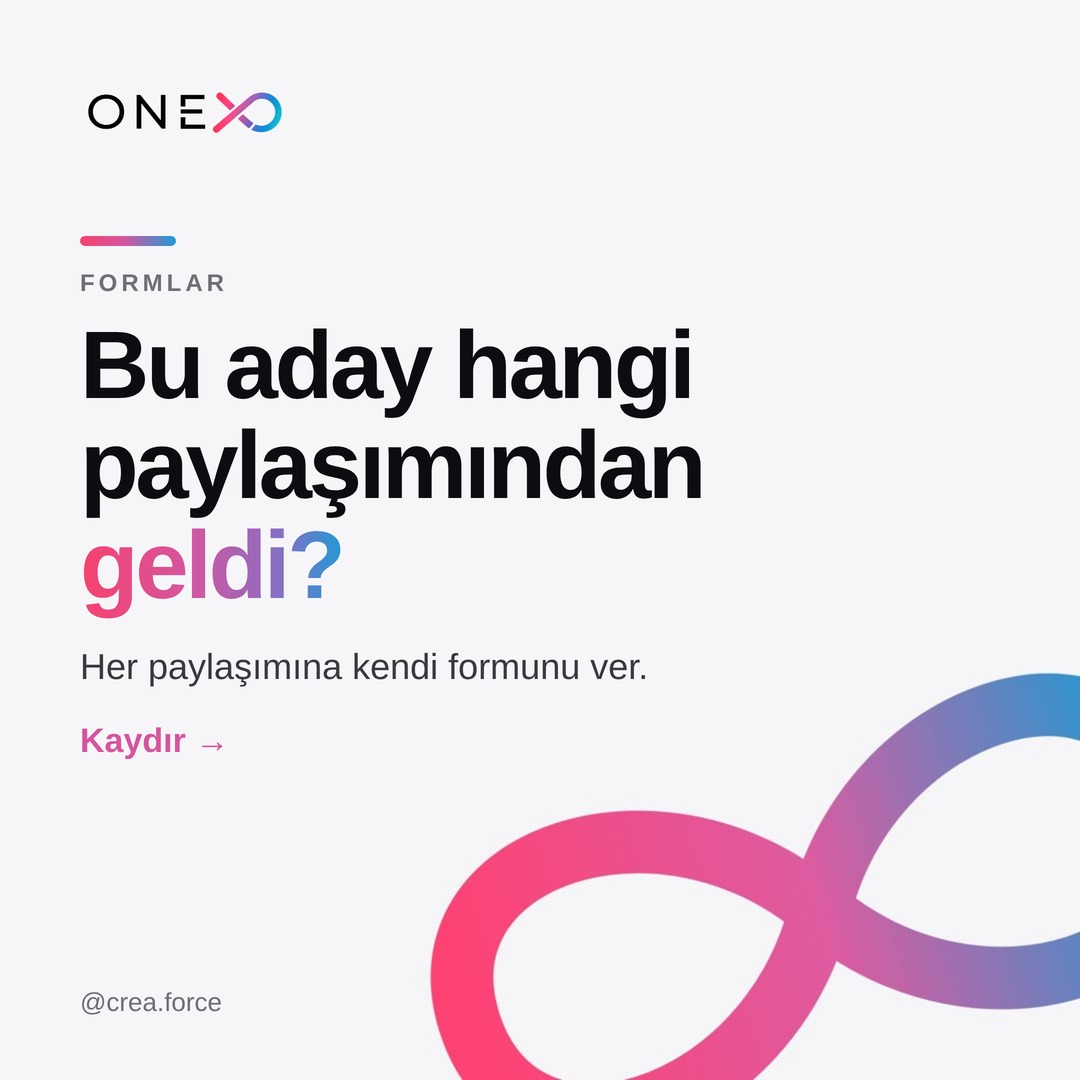 ONEXO
FORMLAR
Bu aday hangi
paylaşımından
geldi?
Her paylaşımına kendi formunu ver.
Kaydır →
@crea.force